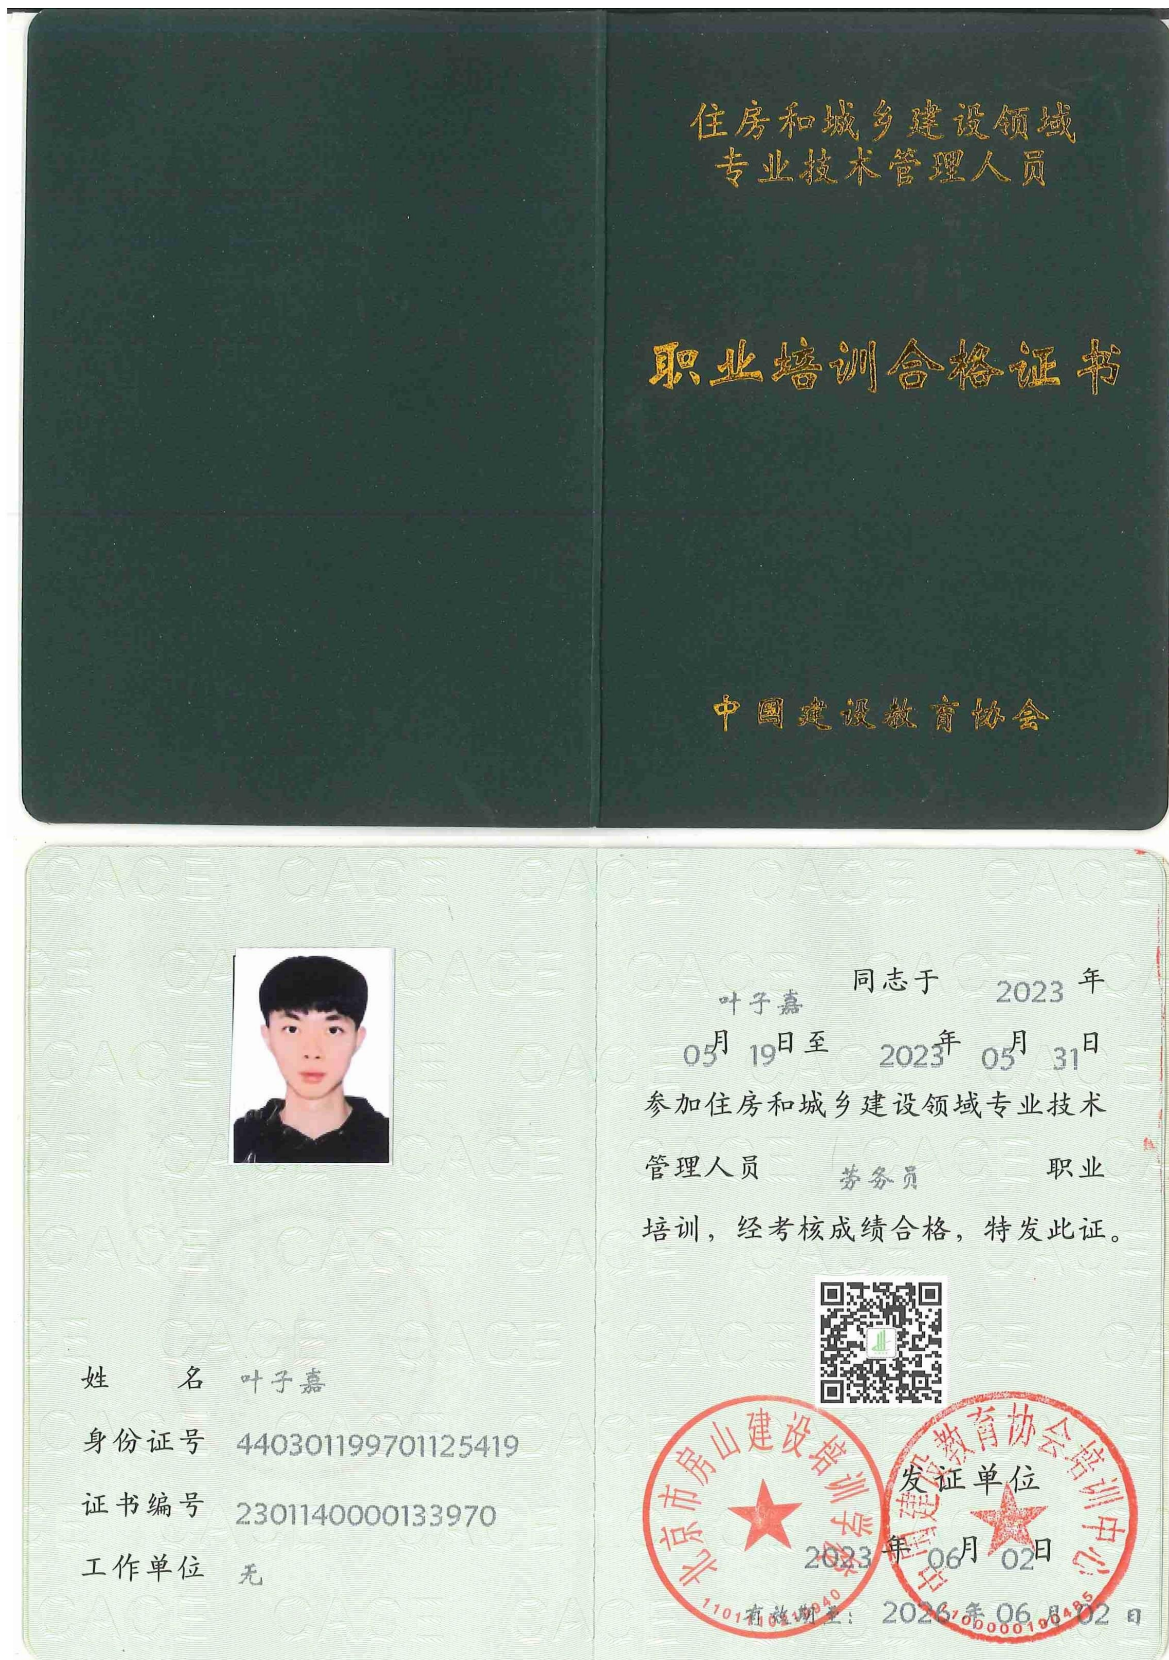 住房和城乡建设领域
专业技术管理人员
职业培训合格证书
中国建设教育协会
叶子嘉 同志于 2023 年
05月 19日至 2023年 05月 31日
参加住房和城乡建设领域专业技术
管理人员 劳务员 职业
培训，经考核成绩合格，特发此证。
姓 名 叶子嘉
身份证号 440301199701125419
证书编号 2301140000133970
工作单位 无
北京市房山建设培训学校
中国建设教育协会培训中心
发证单位
2023 年 06月 02日
有效期至： 2026 年 06 月 02 日
1100000190485
CACE